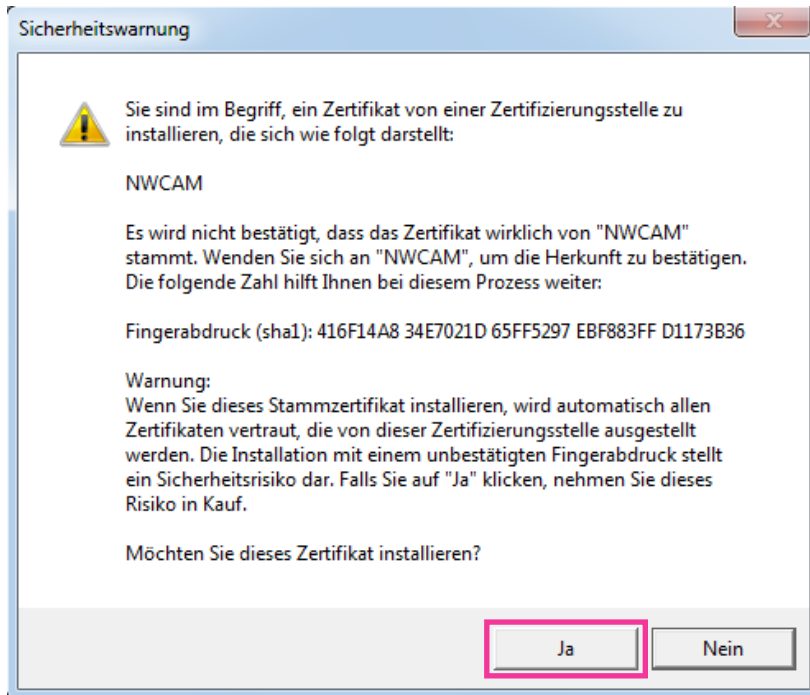 Sicherheitswarnung
Sie sind im Begriff, ein Zertifikat von einer Zertifizierungsstelle zu
installieren, die sich wie folgt darstellt:
NWCAM
Es wird nicht bestätigt, dass das Zertifikat wirklich von "NWCAM"
stammt. Wenden Sie sich an "NWCAM", um die Herkunft zu bestätigen.
Die folgende Zahl hilft Ihnen bei diesem Prozess weiter:
Fingerabdruck (sha1): 416F14A8 34E7021D 65FF5297 EBF883FF D1173B36
Warnung:
Wenn Sie dieses Stammzertifikat installieren, wird automatisch allen
Zertifikaten vertraut, die von dieser Zertifizierungsstelle ausgestellt
werden. Die Installation mit einem unbestätigten Fingerabdruck stellt
ein Sicherheitsrisiko dar. Falls Sie auf "Ja" klicken, nehmen Sie dieses
Risiko in Kauf.
Möchten Sie dieses Zertifikat installieren?
Ja
Nein